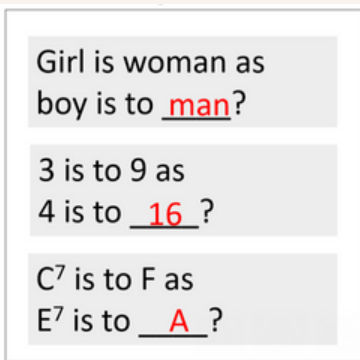 Girl is woman as
boy is to man?
3 is to 9 as
4 is to 16?
C⁷ is to F as
E⁷ is to A?